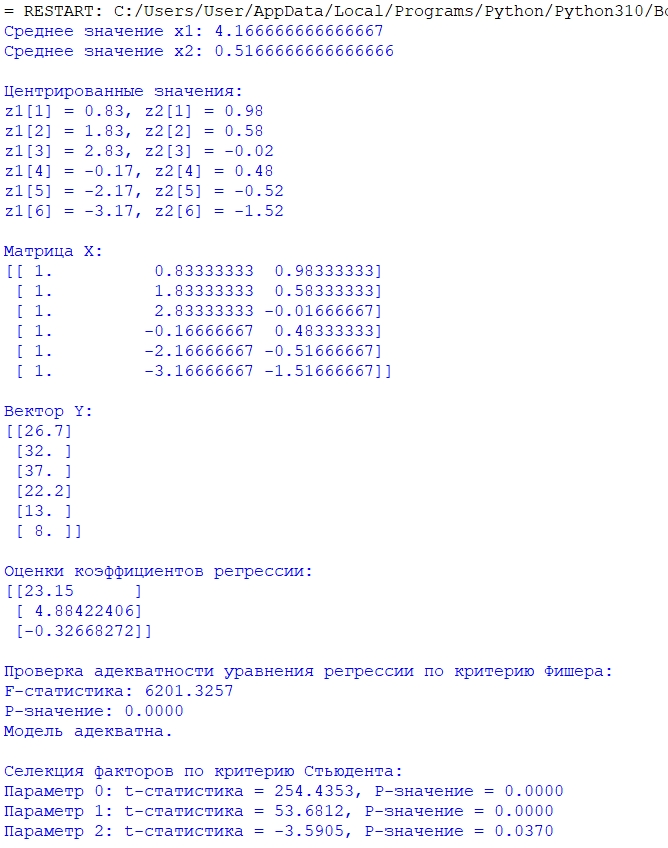 = RESTART: C:/Users/User/AppData/Local/Programs/Python/Python310/Bo
Среднее значение x1: 4.166666666666667
Среднее значение x2: 0.5166666666666666

Центрированные значения:
z1[1] = 0.83, z2[1] = 0.98
z1[2] = 1.83, z2[2] = 0.58
z1[3] = 2.83, z2[3] = -0.02
z1[4] = -0.17, z2[4] = 0.48
z1[5] = -2.17, z2[5] = -0.52
z1[6] = -3.17, z2[6] = -1.52

Матрица X:
[[ 1.          0.83333333  0.98333333]
 [ 1.          1.83333333  0.58333333]
 [ 1.          2.83333333 -0.01666667]
 [ 1.         -0.16666667  0.48333333]
 [ 1.         -2.16666667 -0.51666667]
 [ 1.         -3.16666667 -1.51666667]]

Вектор Y:
[[26.7]
 [32. ]
 [37. ]
 [22.2]
 [13. ]
 [ 8. ]]

Оценки коэффициентов регрессии:
[[23.15      ]
 [ 4.88422406]
 [-0.32668272]]

Проверка адекватности уравнения регрессии по критерию Фишера:
F-статистика: 6201.3257
P-значение: 0.0000
Модель адекватна.

Селекция факторов по критерию Стьюдента:
Параметр 0: t-статистика = 254.4353, P-значение = 0.0000
Параметр 1: t-статистика = 53.6812, P-значение = 0.0000
Параметр 2: t-статистика = -3.5905, P-значение = 0.0370